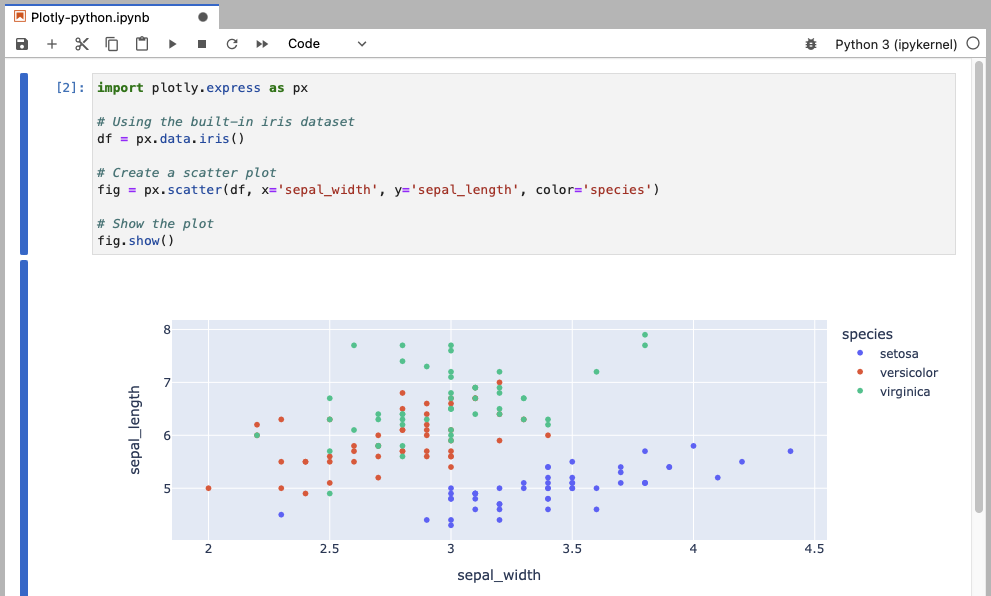 Plotly-python.ipynb
Code
Python 3 (ipykernel)
[2]:
import plotly.express as px
# Using the built-in iris dataset
df = px.data.iris()
# Create a scatter plot
fig = px.scatter(df, x='sepal_width', y='sepal_length', color='species')
# Show the plot
fig.show()
8
7
6
5
sepal_length
2
2.5
3
3.5
4
4.5
sepal_width
species
setosa
versicolor
virginica